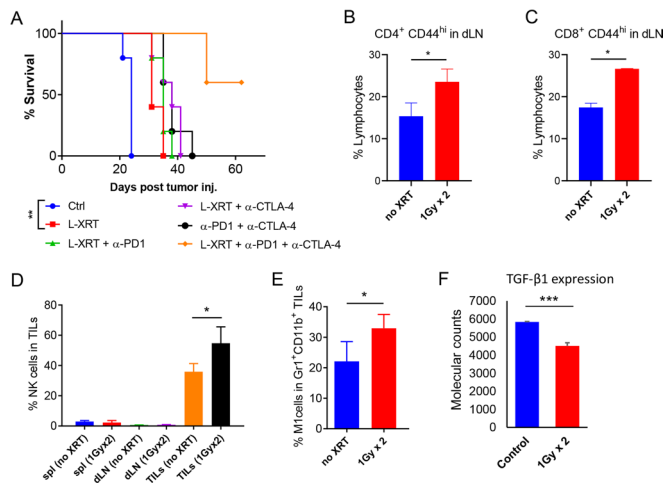 A
% Survival
100
50
0
0 20 40 60
Days post tumor inj.
**
Ctrl
L-XRT
L-XRT + α-PD1
L-XRT + α-CTLA-4
α-PD1 + α-CTLA-4
L-XRT + α-PD1 + α-CTLA-4
B
CD4+ CD44hi in dLN
% Lymphocytes
40
30
20
10
0
*
no XRT
1Gy x 2
C
CD8+ CD44hi in dLN
% Lymphocytes
30
20
10
0
*
no XRT
1Gy x 2
D
% NK cells in TILs
80
60
40
20
0
*
spl (no XRT)
spl (1Gyx2)
dLN (no XRT)
dLN (1Gyx2)
TILs (no XRT)
TILs (1Gyx2)
E
% M1cells in Gr1+CD11b+ TILs
50
40
30
20
10
0
*
no XRT
1Gy x 2
F
TGF-β1 expression
Molecular counts
7000
6000
5000
4000
3000
2000
1000
0
***
Control
1Gy x 2